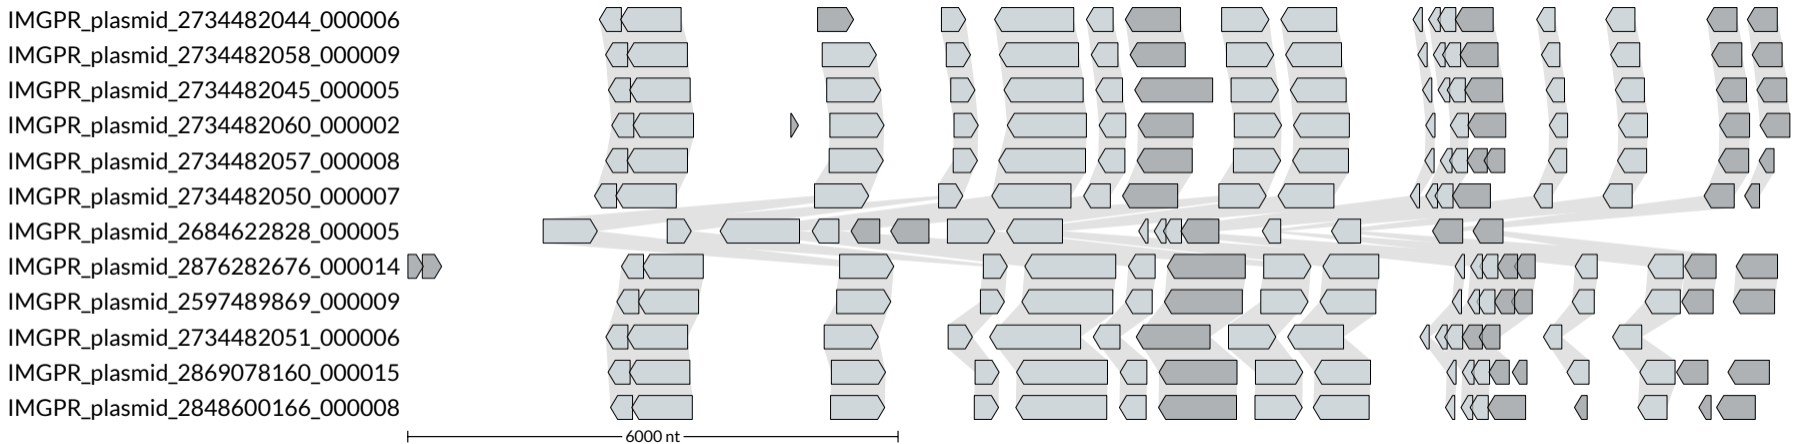 IMGPR_plasmid_2734482044_000006
IMGPR_plasmid_2734482058_000009
IMGPR_plasmid_2734482045_000005
IMGPR_plasmid_2734482060_000002
IMGPR_plasmid_2734482057_000008
IMGPR_plasmid_2734482050_000007
IMGPR_plasmid_2684622828_000005
IMGPR_plasmid_2876282676_000014
IMGPR_plasmid_2597489869_000009
IMGPR_plasmid_2734482051_000006
IMGPR_plasmid_2869078160_000015
IMGPR_plasmid_2848600166_000008
6000 nt